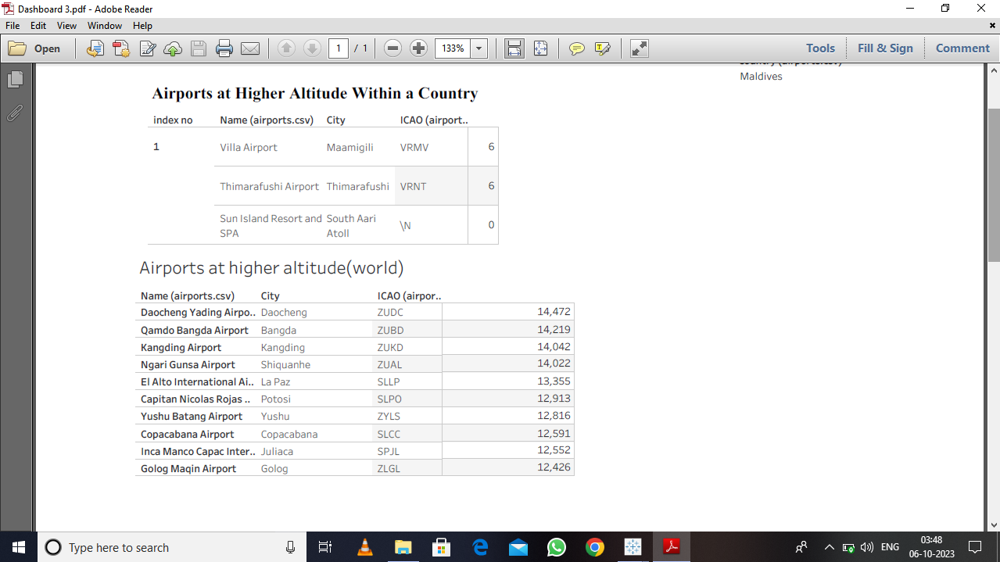 Dashboard 3.pdf - Adobe Reader
File Edit View Window Help
Open 1 / 1 133% Tools Fill & Sign Comment
Country (airports.csv)
Maldives
Airports at Higher Altitude Within a Country
index no Name (airports.csv) City ICAO (airport..
1 Villa Airport Maamigili VRMV 6
Thimarafushi Airport Thimarafushi VRNT 6
Sun Island Resort and South Aari
SPA Atoll \N 0
Airports at higher altitude(world)
Name (airports.csv) City ICAO (airpor..
Daocheng Yading Airpo.. Daocheng ZUDC 14,472
Qamdo Bangda Airport Bangda ZUBD 14,219
Kangding Airport Kangding ZUKD 14,042
Ngari Gunsa Airport Shiquanhe ZUAL 14,022
El Alto International Ai.. La Paz SLLP 13,355
Capitan Nicolas Rojas .. Potosi SLPO 12,913
Yushu Batang Airport Yushu ZYLS 12,816
Copacabana Airport Copacabana SLCC 12,591
Inca Manco Capac Inter.. Juliaca SPJL 12,552
Golog Maqin Airport Golog ZLGL 12,426
Type here to search ENG 03:48
06-10-2023